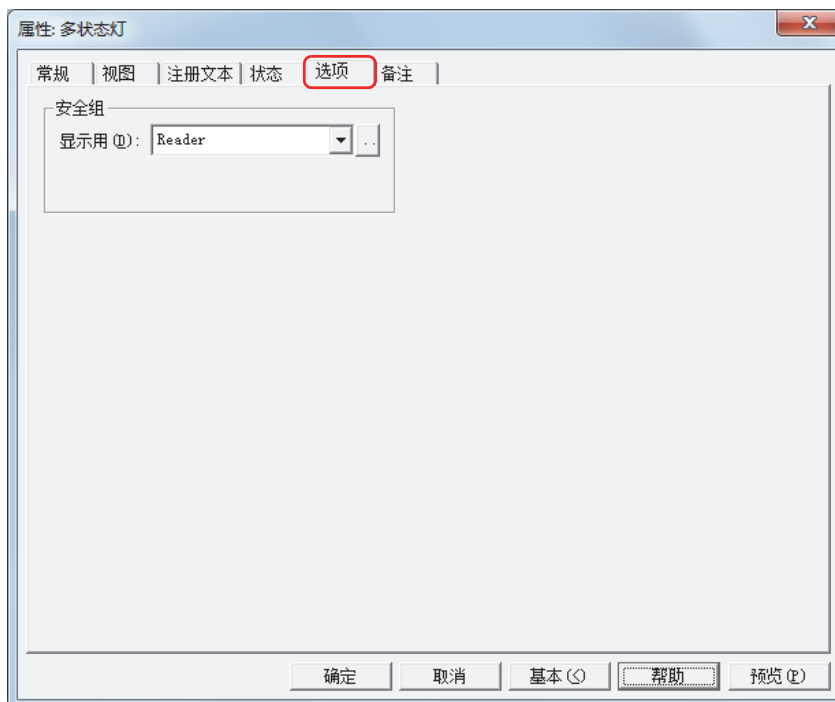 属性: 多状态灯
常规 视图 注册文本 状态 选项 备注
安全组
显示用(D): Reader ..
确定 取消 基本(<) 帮助 预览(P)